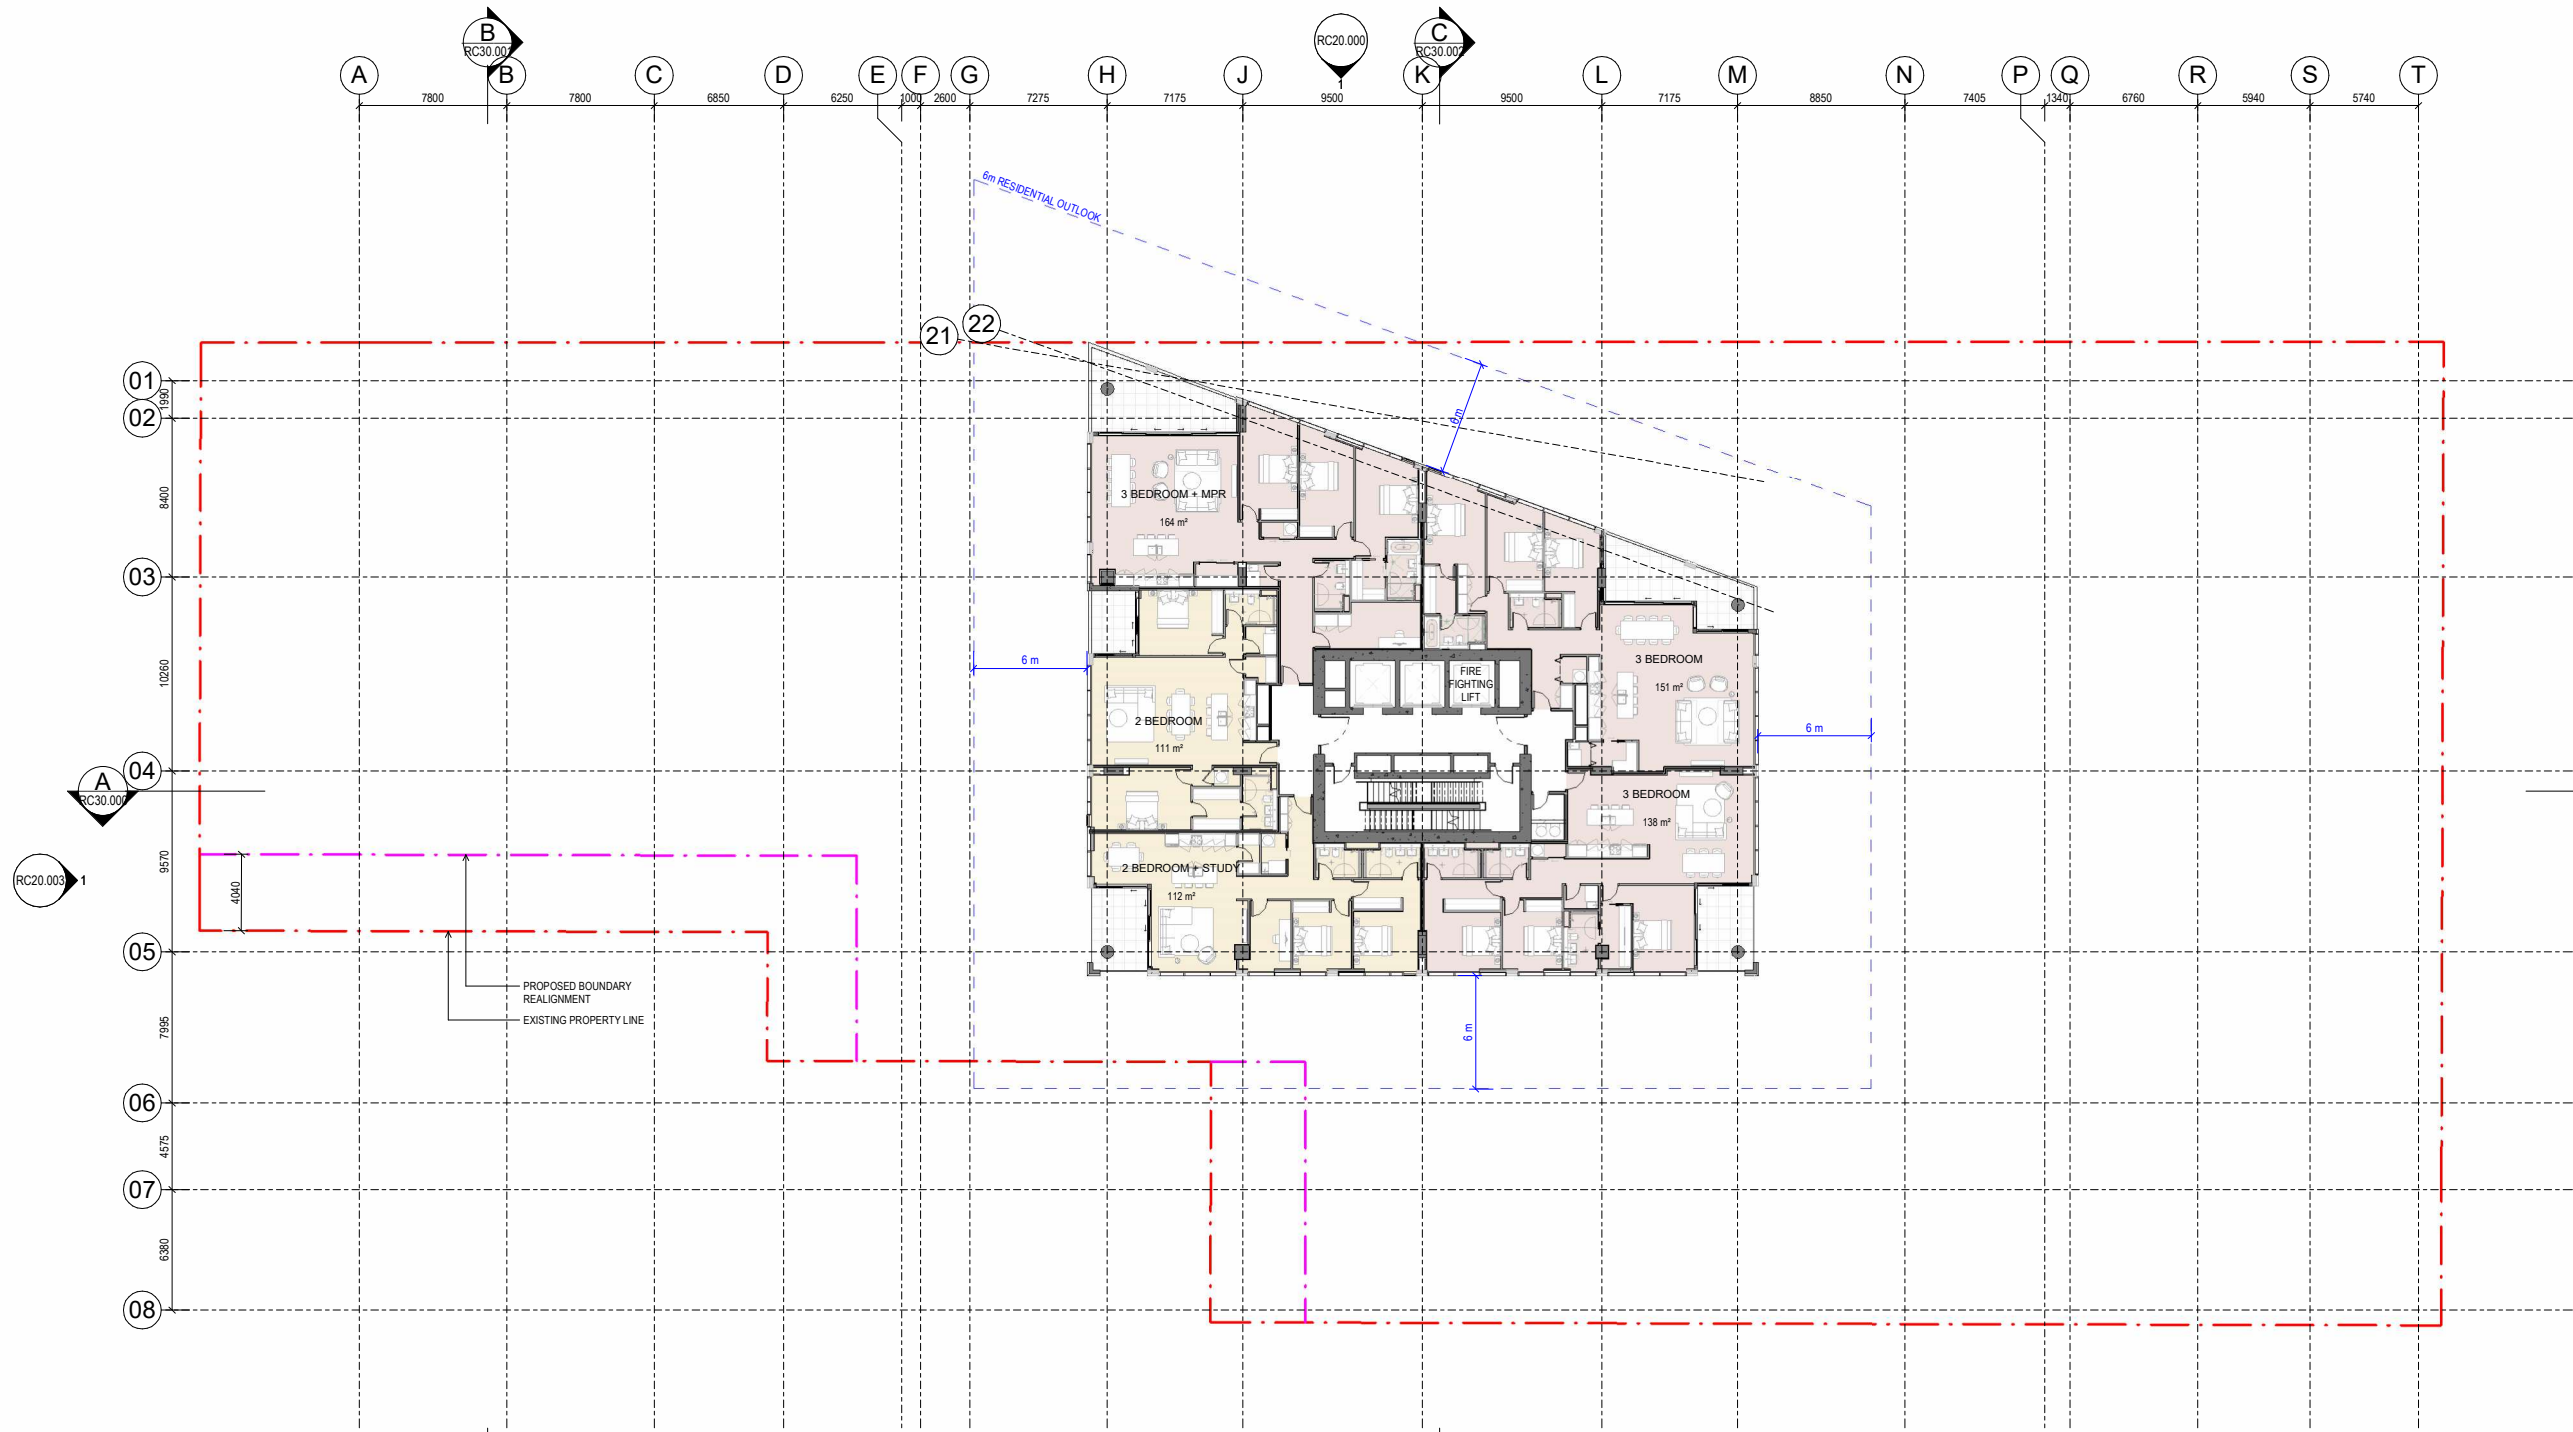 B
RC30.001
RC20.000
1
C
RC30.002
A
B
C
D
E
F
G
H
J
K
L
M
N
P
Q
R
S
T
7800
7800
6850
6250
1000
2600
7275
7175
9500
9500
7175
8850
7405
1340
6760
5940
5740
6m RESIDENTIAL OUTLOOK
21
22
01
1990
02
8400
03
10260
04
9570
05
7995
06
4575
07
6380
08
A
RC30.000
RC20.003
1
4040
6 m
6 m
6 m
6 m
3 BEDROOM + MPR
164 m²
2 BEDROOM
111 m²
2 BEDROOM + STUDY
112 m²
FIRE
FIGHTING
LIFT
3 BEDROOM
151 m²
3 BEDROOM
138 m²
PROPOSED BOUNDARY
REALIGNMENT
EXISTING PROPERTY LINE